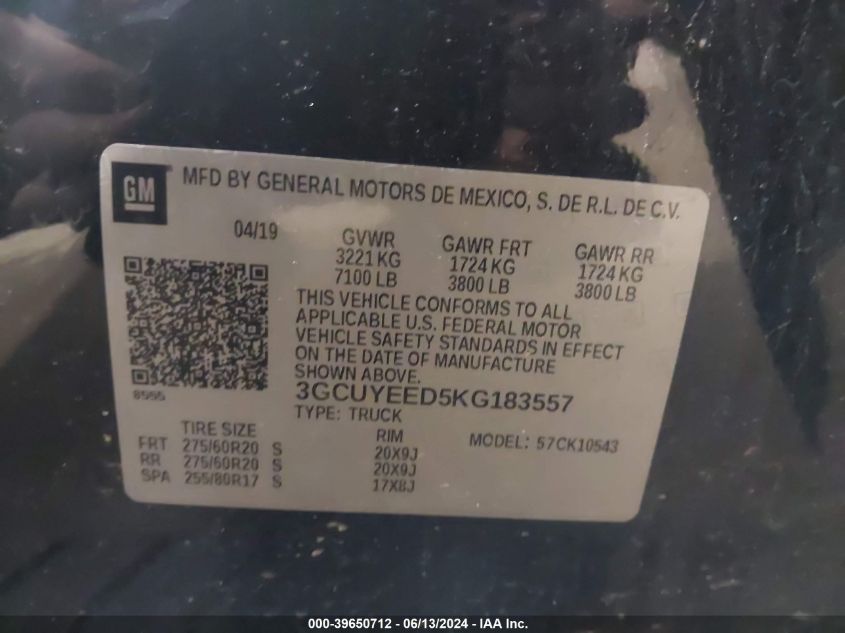 GM ® MFD BY GENERAL MOTORS DE MEXICO, S. DE R.L. DE C.V.
04/19 GVWR GAWR FRT GAWR RR
3221 KG 1724 KG 1724 KG
7100 LB 3800 LB 3800 LB
THIS VEHICLE CONFORMS TO ALL
APPLICABLE U.S. FEDERAL MOTOR
VEHICLE SAFETY STANDARDS IN EFFECT
ON THE DATE OF MANUFACTURE
SHOWN ABOVE.
3GCUYEED5KG183557
TYPE: TRUCK
TIRE SIZE RIM MODEL: 57CK10543
FRT 275/60R20 S 20X9J
RR 275/60R20 S 20X9J
SPA 255/80R17 S 17X8J
000-39650712 - 06/13/2024 - IAA Inc.